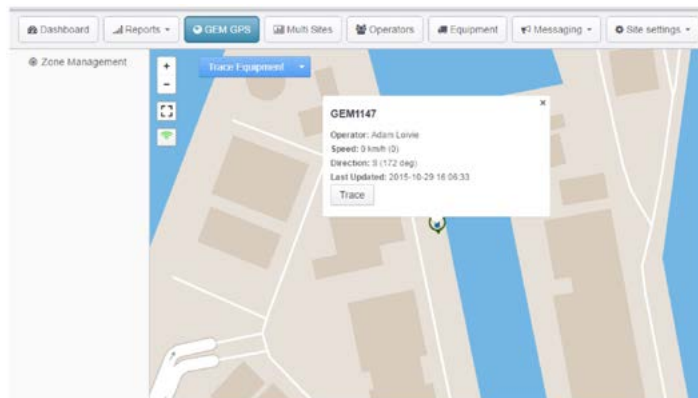 Dashboard Reports GEM GPS Multi Sites Operators Equipment Messaging Site settings
Zone Management
+
-
Trace Equipment
GEM1147
×
Operator: Adam Loivie
Speed: 0 km/h (0)
Direction: S (172 deg)
Last Updated: 2015-10-29 16:06:33
Trace